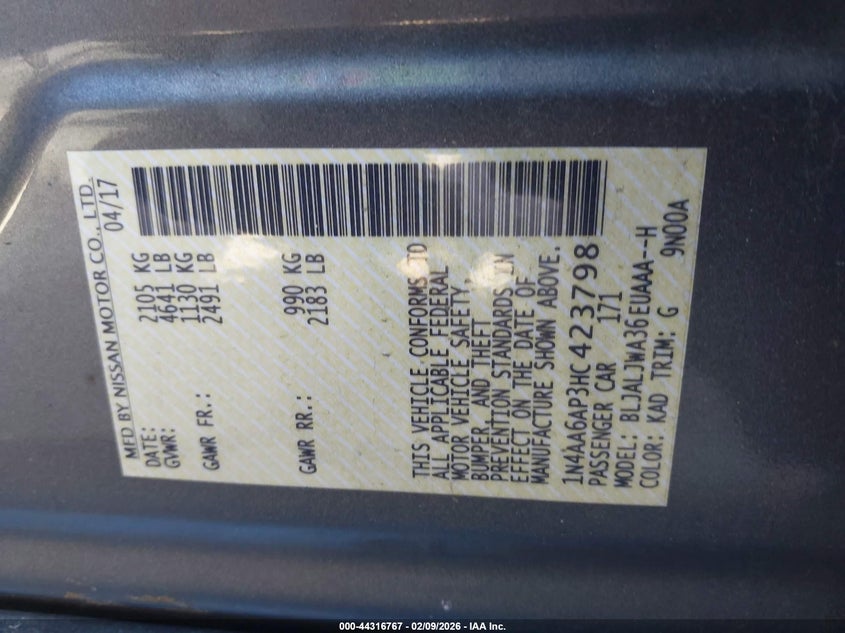 MFD BY NISSAN MOTOR CO., LTD.
DATE: 04/17
GVWR: 2105 KG
4641 LB
GAWR FR.: 1130 KG
2491 LB
GAWR RR.: 990 KG
2183 LB
THIS VEHICLE CONFORMS TO
ALL APPLICABLE FEDERAL
MOTOR VEHICLE SAFETY,
BUMPER, AND THEFT
PREVENTION STANDARDS IN
EFFECT ON THE DATE OF
MANUFACTURE SHOWN ABOVE.
1N4AA6AP3HC423798
PASSENGER CAR 171
MODEL: BLJALJWA36EUAAA--H
COLOR: KAD TRIM: G 9N00A
000-44316767 - 02/09/2026 - IAA Inc.